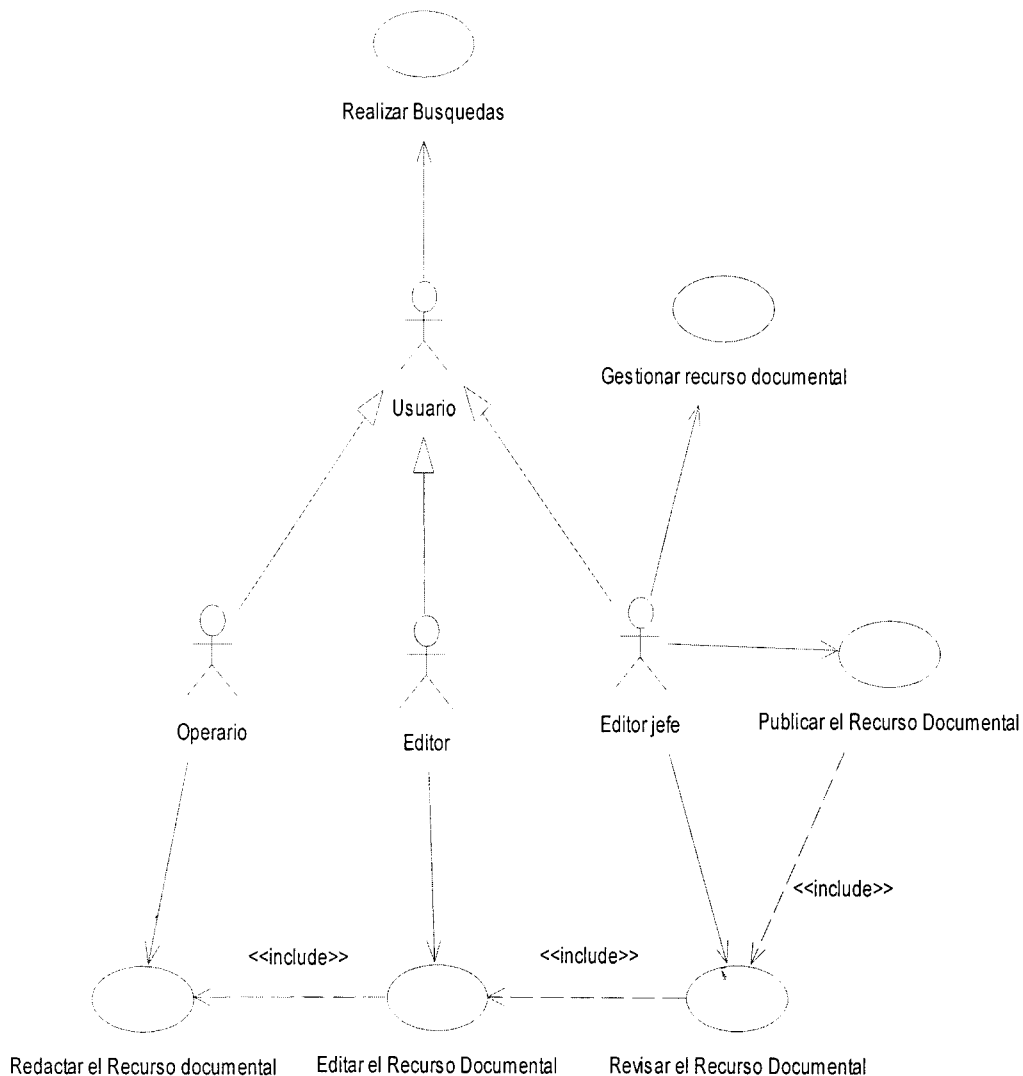 Realizar Busquedas
Gestionar recurso documental
Usuario
Operario
Editor
Editor jefe
Publicar el Recurso Documental
<<include>>
<<include>>
<<include>>
Redactar el Recurso documental
Editar el Recurso Documental
Revisar el Recurso Documental